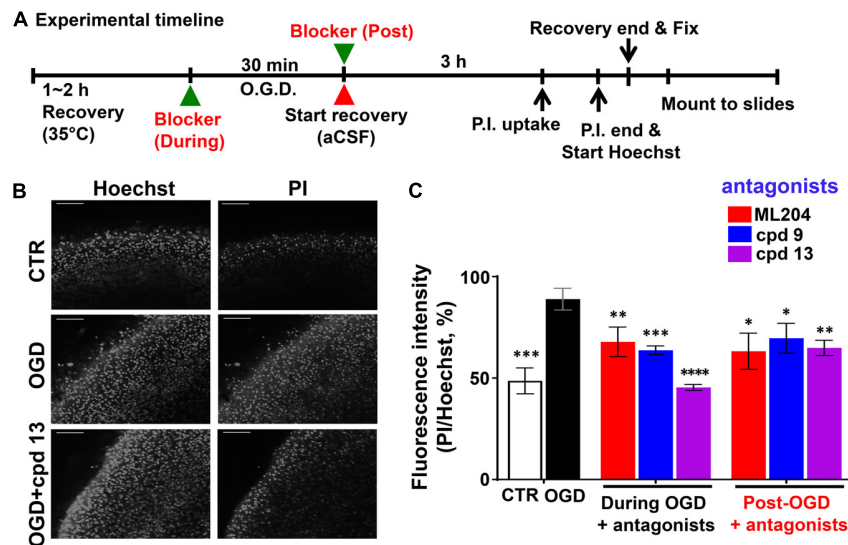 A Experimental timeline
Blocker (Post)
Recovery end & Fix
30 min
3 h
1~2 h
Recovery
(35°C)
O.G.D.
Blocker
(During)
Start recovery
(aCSF)
P.I. uptake
P.I. end &
Start Hoechst
Mount to slides
B
Hoechst
PI
CTR
OGD
OGD+cpd 13
C
antagonists
ML204
cpd 9
cpd 13
Fluorescence intensity
(PI/Hoechst, %)
100
50
0
***
**
***
****
*
*
**
CTR OGD
During OGD
+ antagonists
Post-OGD
+ antagonists